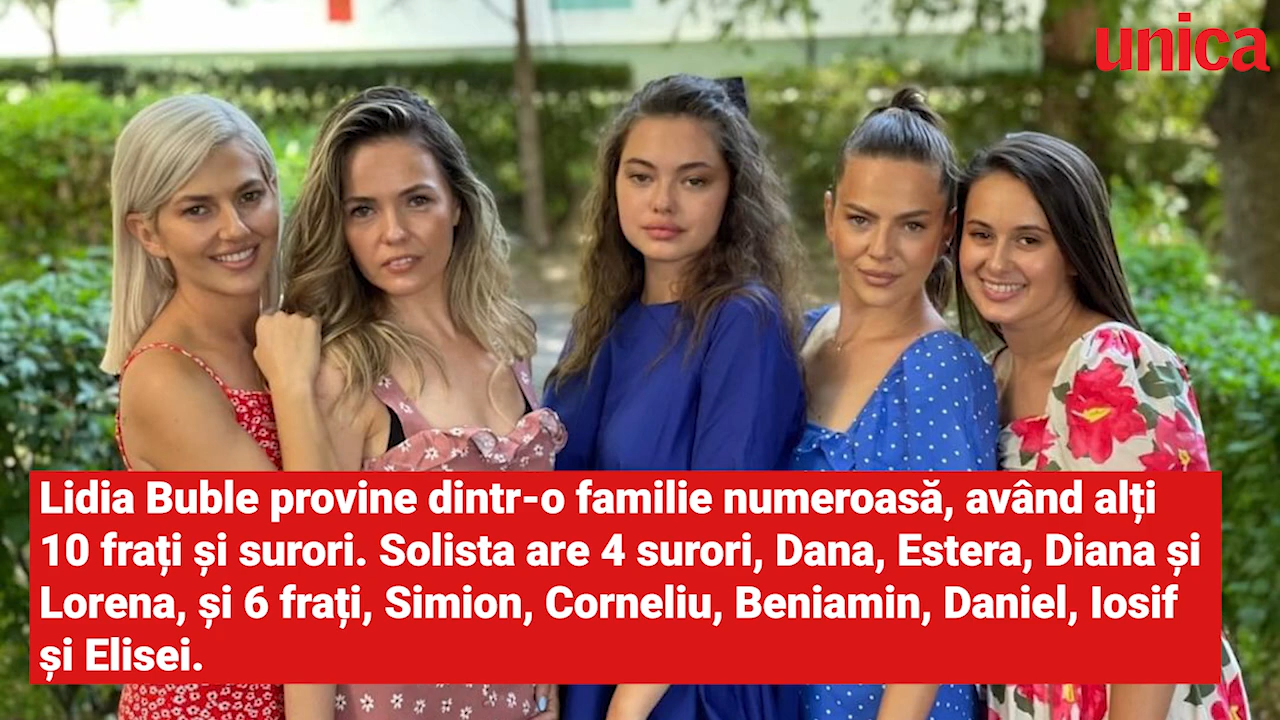 unica
Lidia Buble provine dintr-o familie numeroasă, având alți
10 frați și surori. Solista are 4 surori, Dana, Estera, Diana și
Lorena, și 6 frați, Simion, Corneliu, Beniamin, Daniel, Iosif
și Elisei.